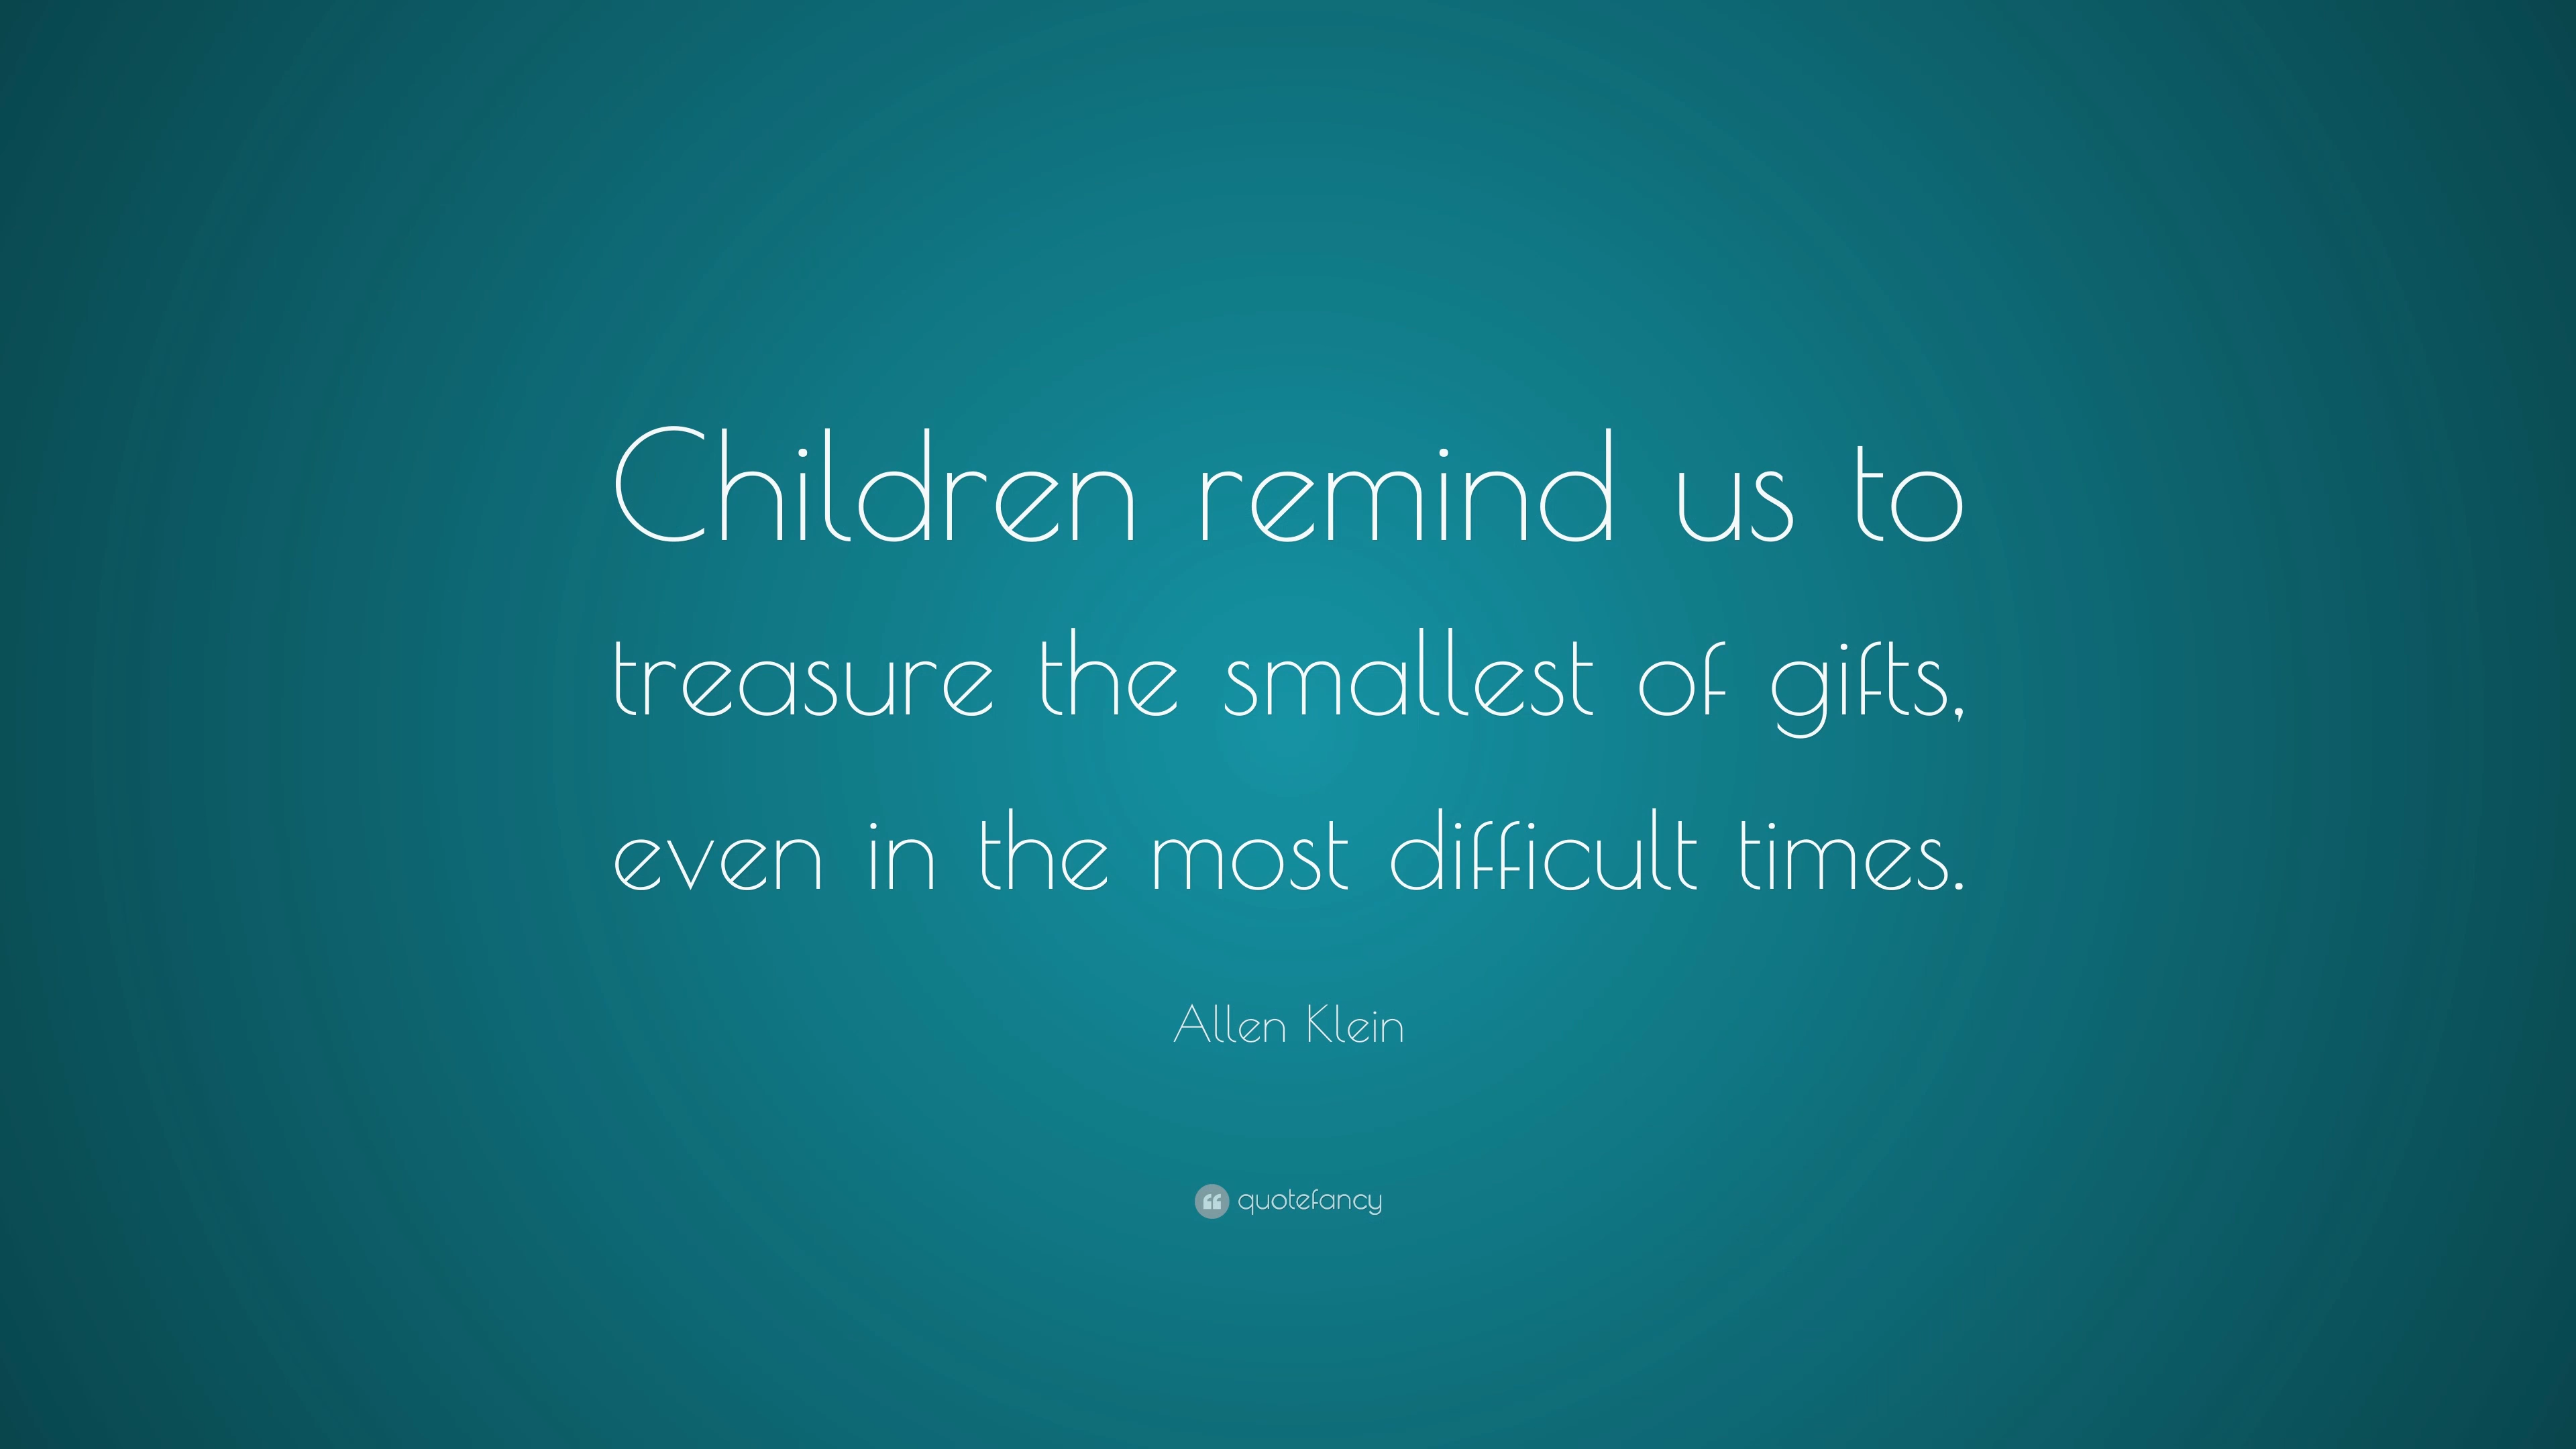 Children remind us to
treasure the smallest of gifts,
even in the most difficult times.
Allen Klein
quotefancy